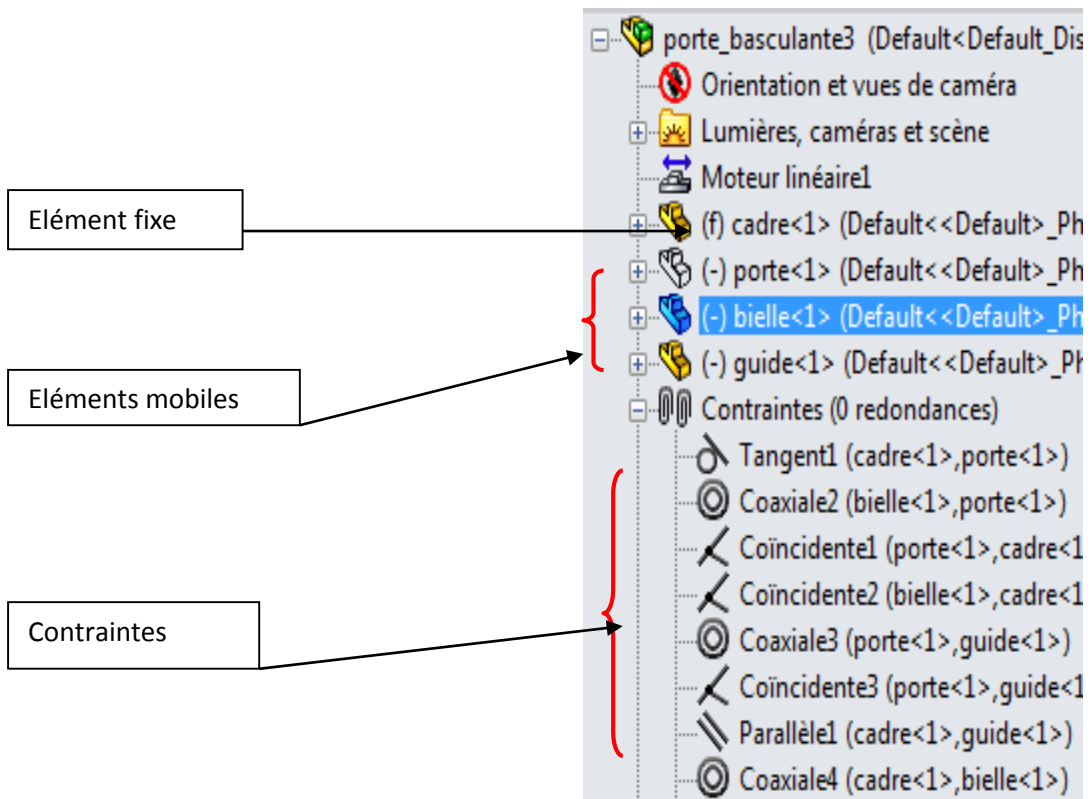 porte_basculante3 (Default<Default_Dis
Orientation et vues de caméra
Lumières, caméras et scène
Moteur linéaire1
Elément fixe
(f) cadre<1> (Default<<Default>_Ph
(-) porte<1> (Default<<Default>_Ph
(-) bielle<1> (Default<<Default>_Ph
(-) guide<1> (Default<<Default>_Ph
Eléments mobiles
Contraintes (0 redondances)
Tangent1 (cadre<1>,porte<1>)
Coaxiale2 (bielle<1>,porte<1>)
Coïncidente1 (porte<1>,cadre<1
Coïncidente2 (bielle<1>,cadre<1
Contraintes
Coaxiale3 (porte<1>,guide<1>)
Coïncidente3 (porte<1>,guide<1
Parallèle1 (cadre<1>,guide<1>)
Coaxiale4 (cadre<1>,bielle<1>)